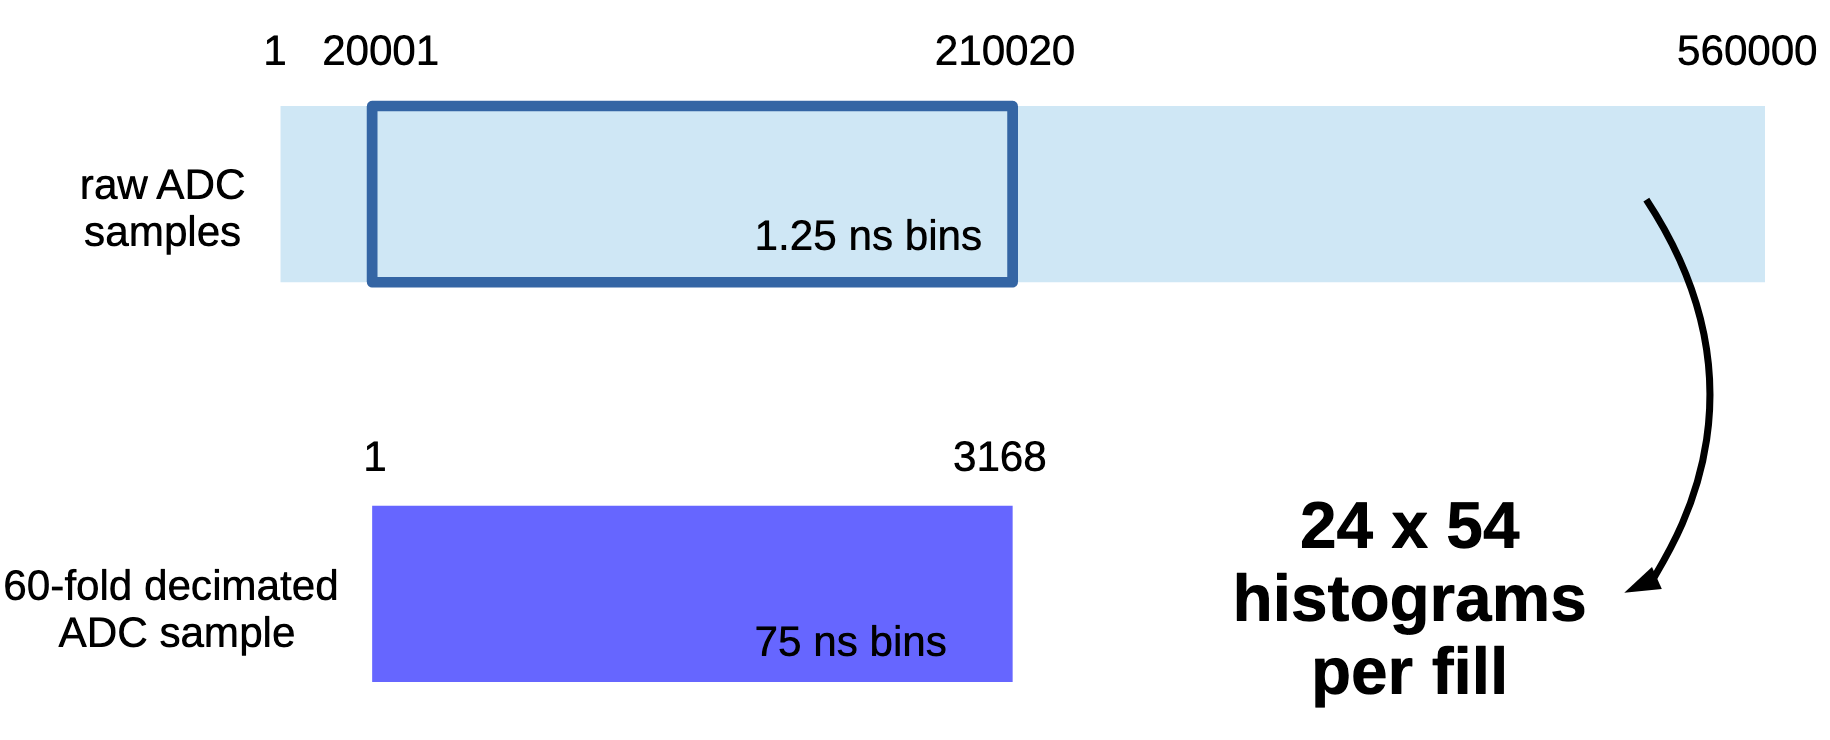 1 20001 210020 560000
raw ADC
samples
1.25 ns bins
1 3168
60-fold decimated
ADC sample
75 ns bins
24 x 54
histograms
per fill